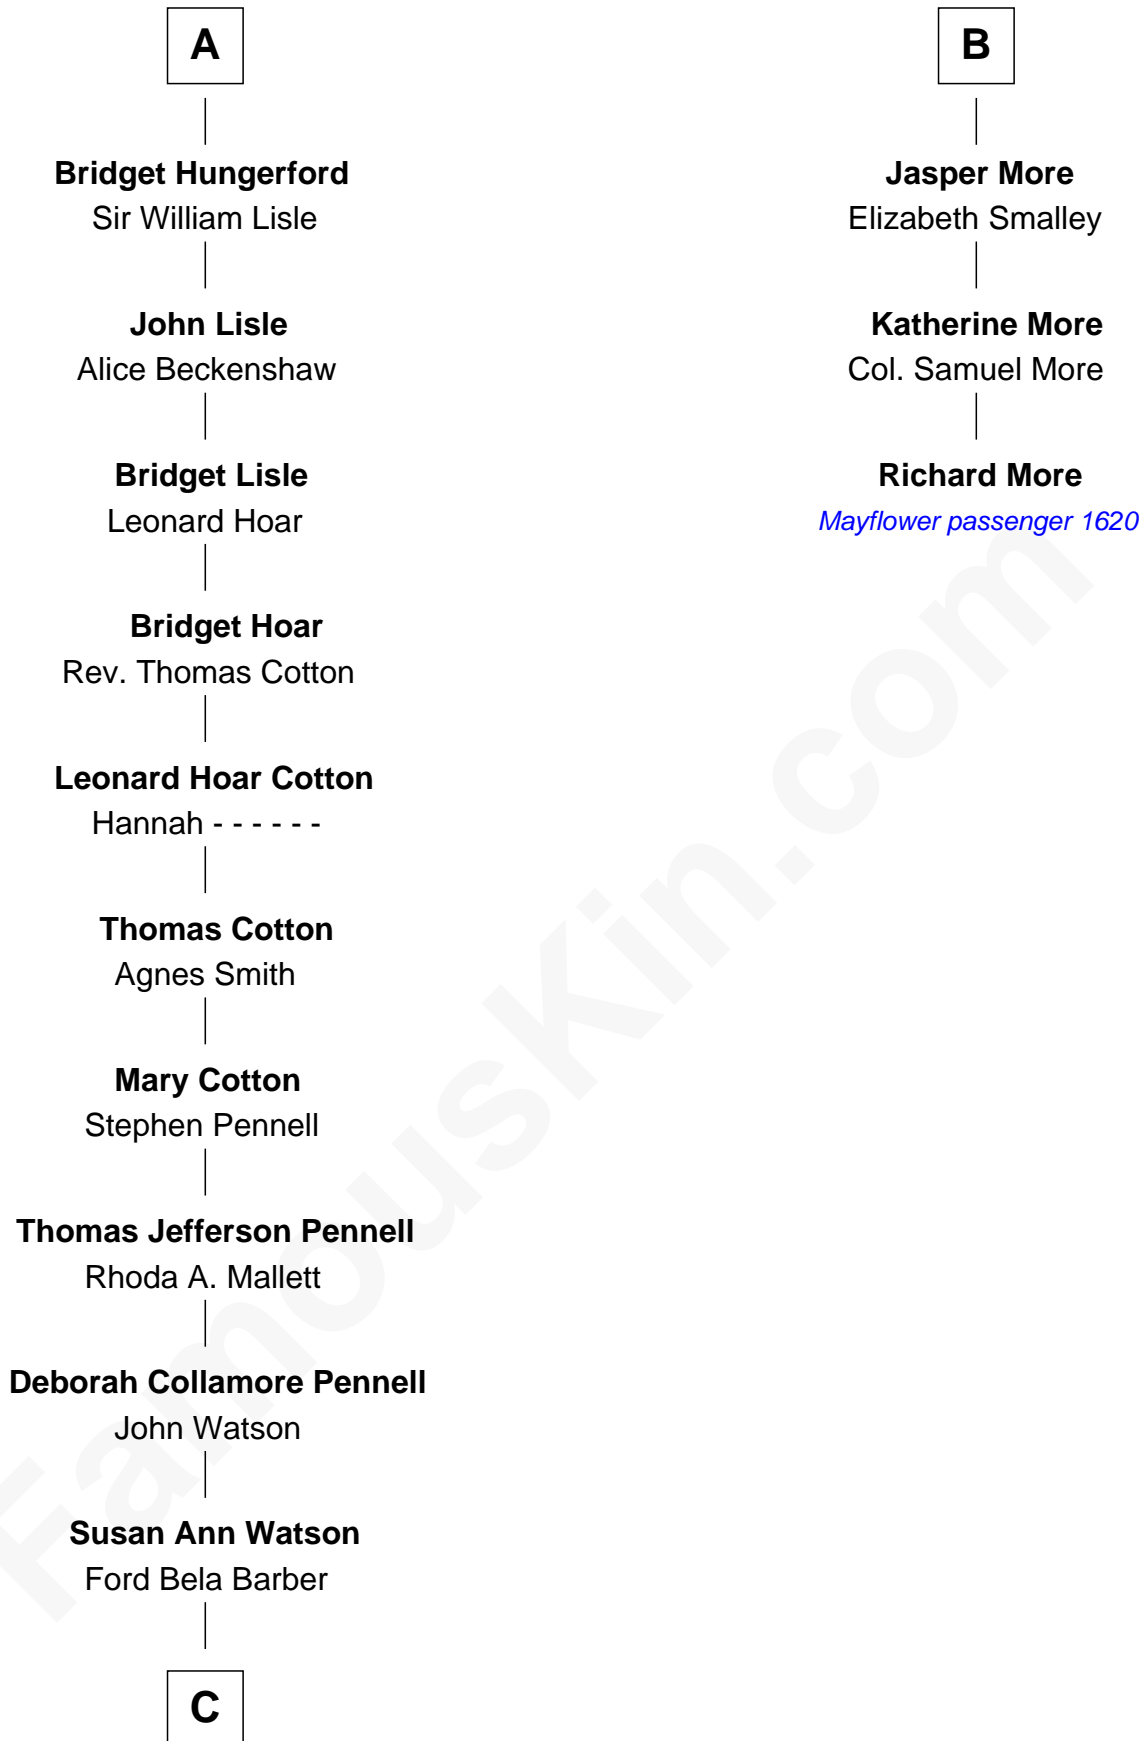 A
Bridget Hungerford
Sir William Lisle
John Lisle
Alice Beckenshaw
Bridget Lisle
Leonard Hoar
Bridget Hoar
Rev. Thomas Cotton
Leonard Hoar Cotton
Hannah - - - - - -
Thomas Cotton
Agnes Smith
Mary Cotton
Stephen Pennell
Thomas Jefferson Pennell
Rhoda A. Mallett
Deborah Collamore Pennell
John Watson
Susan Ann Watson
Ford Bela Barber
C
B
Jasper More
Elizabeth Smalley
Katherine More
Col. Samuel More
Richard More
Mayflower passenger 1620
FamousKin.com